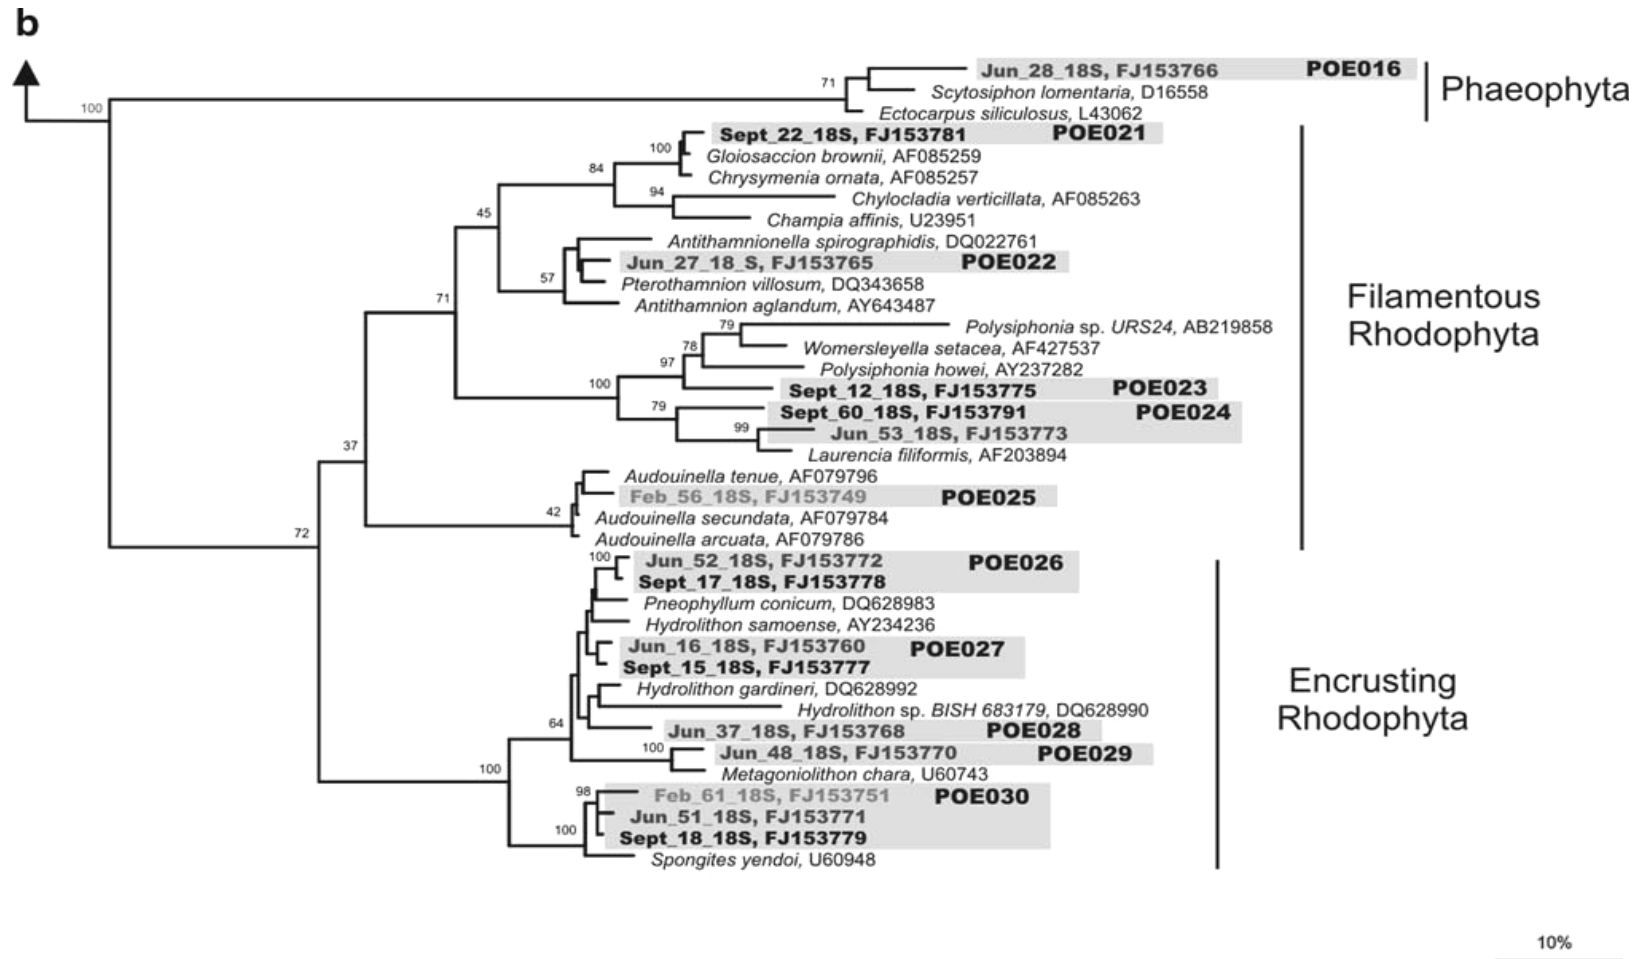 b
Jun_28_18S, FJ153766 POE016
71
Scytosiphon lomentaria, D16558
Phaeophyta
100
Ectocarpus siliculosus, L43062
Sept_22_18S, FJ153781 POE021
100
Gloiosaccion brownii, AF085259
84
Chrysymenia ornata, AF085257
94
Chylocladia verticillata, AF085263
45
Champia affinis, U23951
Antithamnionella spirographidis, DQ022761
Jun_27_18_S, FJ153765 POE022
57
Pterothamnion villosum, DQ343658
71
Antithamnion aglandum, AY643487
Filamentous
Rhodophyta
79
Polysiphonia sp. URS24, AB219858
78
Womersleyella setacea, AF427537
97
Polysiphonia howei, AY237282
100
Sept_12_18S, FJ153775 POE023
79
Sept_60_18S, FJ153791 POE024
99
Jun_53_18S, FJ153773
37
Laurencia filiformis, AF203894
Audouinella tenue, AF079796
Feb_56_18S, FJ153749 POE025
42
Audouinella secundata, AF079784
72
Audouinella arcuata, AF079786
100
Jun_52_18S, FJ153772 POE026
Sept_17_18S, FJ153778
Pneophyllum conicum, DQ628983
Hydrolithon samoense, AY234236
Jun_16_18S, FJ153760 POE027
Sept_15_18S, FJ153777
Encrusting
Rhodophyta
Hydrolithon gardineri, DQ628992
Hydrolithon sp. BISH 683179, DQ628990
64
Jun_37_18S, FJ153768 POE028
100
Jun_48_18S, FJ153770 POE029
100
Metagoniolithon chara, U60743
98
Feb_61_18S, FJ153751 POE030
Jun_51_18S, FJ153771
100
Sept_18_18S, FJ153779
Spongites yendoi, U60948
10%